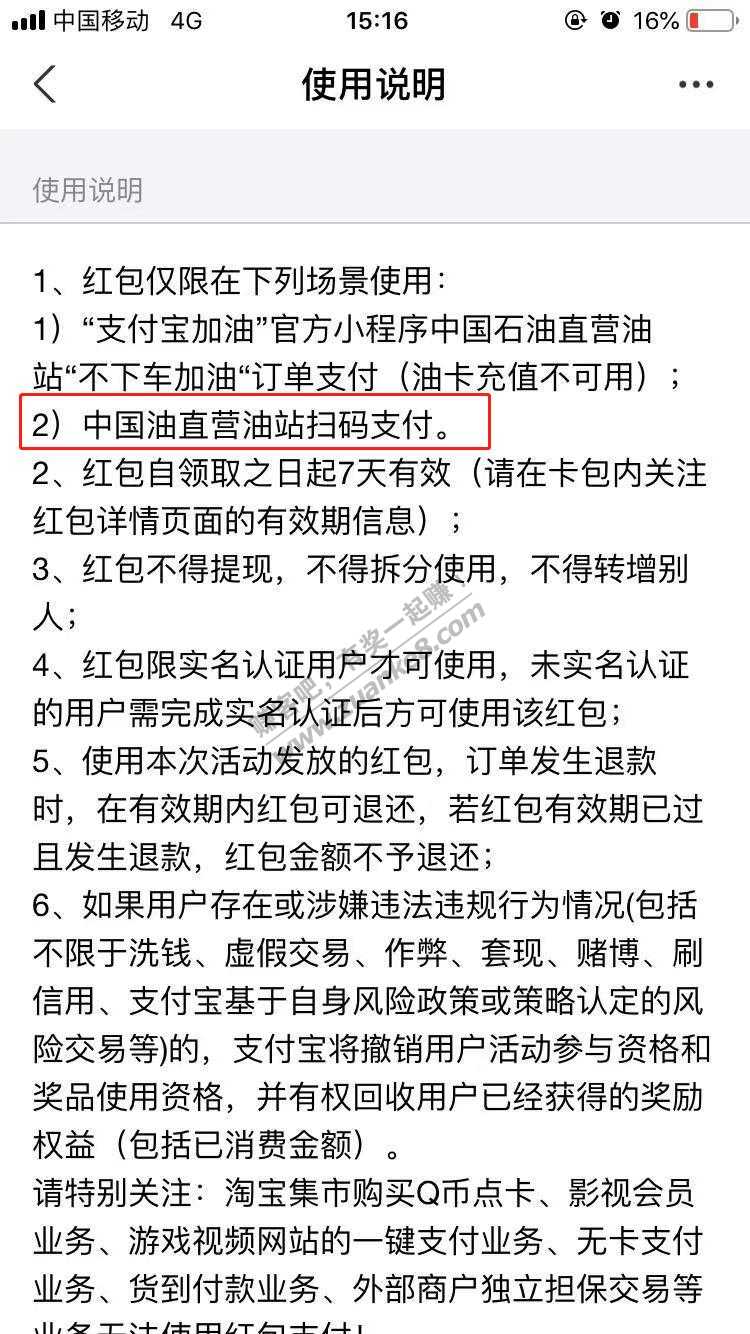 中国移动 4G 15:16 16%
使用说明
使用说明
1、红包仅限在下列场景使用：
1）“支付宝加油”官方小程序中国石油直营油
站“不下车加油“订单支付（油卡充值不可用）；
2）中国油直营油站扫码支付。
2、红包自领取之日起7天有效（请在卡包内关注
红包详情页面的有效期信息）；
3、红包不得提现，不得拆分使用，不得转增别
人；
4、红包限实名认证用户才可使用，未实名认证
的用户需完成实名认证后方可使用该红包；
5、使用本次活动发放的红包，订单发生退款
时，在有效期内红包可退还，若红包有效期已过
且发生退款，红包金额不予退还；
6、如果用户存在或涉嫌违法违规行为情况(包括
不限于洗钱、虚假交易、作弊、套现、赌博、刷
信用、支付宝基于自身风险政策或策略认定的风
险交易等)的，支付宝将撤销用户活动参与资格和
奖品使用资格，并有权回收用户已经获得的奖励
权益（包括已消费金额）。
请特别关注：淘宝集市购买Q币点卡、影视会员
业务、游戏视频网站的一键支付业务、无卡支付
业务、货到付款业务、外部商户独立担保交易等
业务无法使用红包支付！
赚客吧，有奖一起赚！
www.zuanke8.com